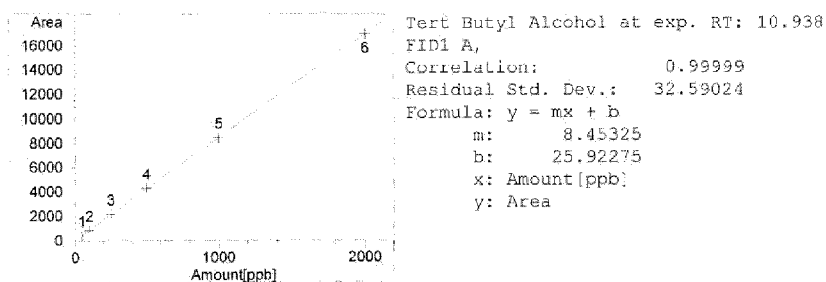 Area
16000
14000
12000
10000
8000
6000
4000
2000
0
1
2
3
4
5
6
0
1000
2000
Amount[ppb]
Tert Butyl Alcohol at exp. RT: 10.938
FID1 A,
Correlation: 0.99999
Residual Std. Dev.: 32.59024
Formula: y = mx + b
m: 8.45325
b: 25.92275
x: Amount[ppb]
y: Area